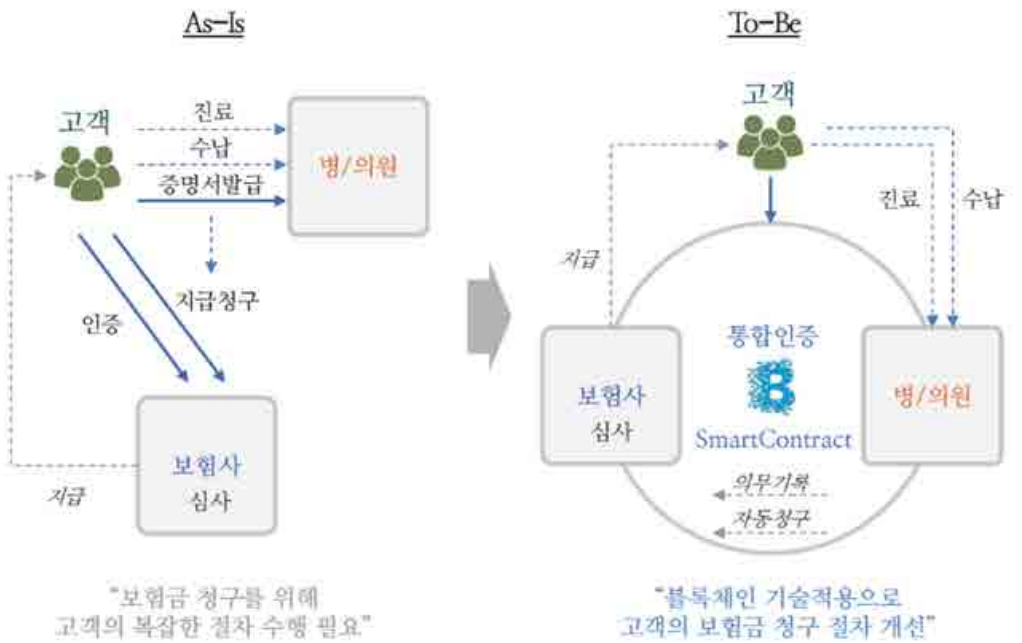 As-Is
고객
진료
수납
증명서발급
병/의원
지급청구
인증
보험사
심사
지급
"보험금 청구를 위해
고객의 복잡한 절차 수행 필요"
To-Be
고객
진료
수납
지급
통합인증
B
SmartContract
보험사
심사
병/의원
의무기록
자동청구
"블록체인 기술적용으로
고객의 보험금 청구 절차 개선"